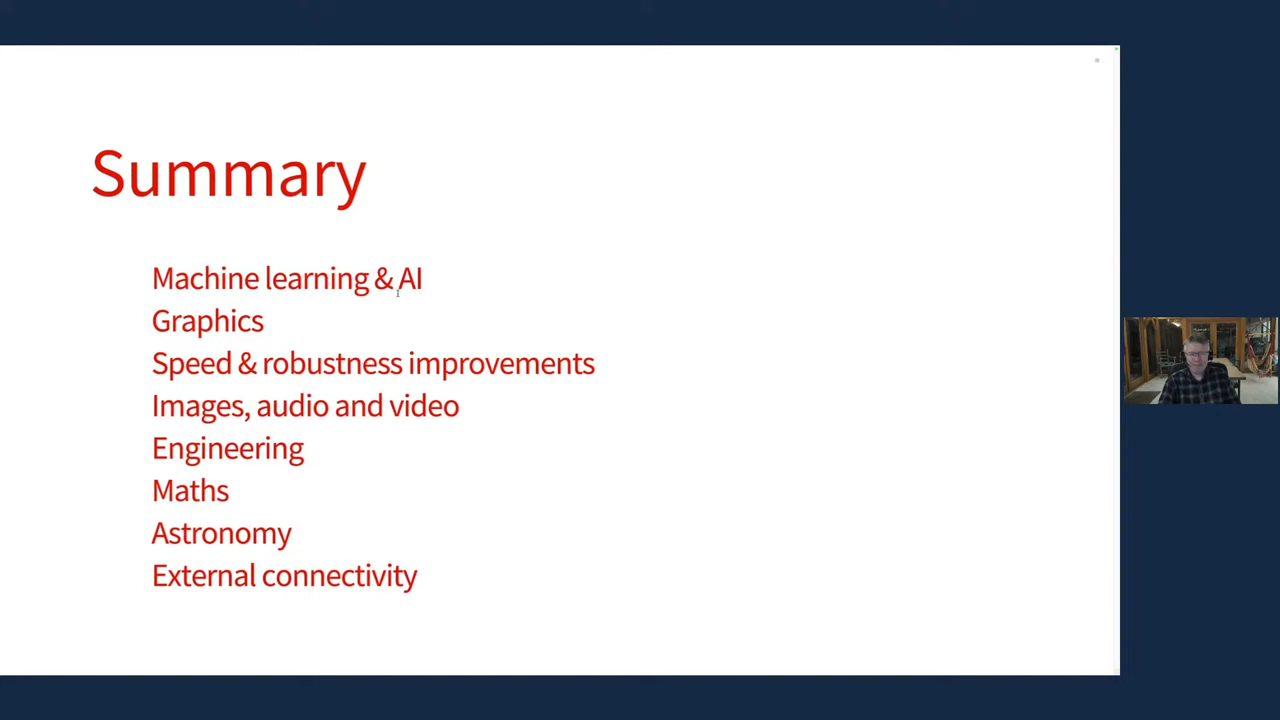 Summary
Machine learning & AI
Graphics
Speed & robustness improvements
Images, audio and video
Engineering
Maths
Astronomy
External connectivity